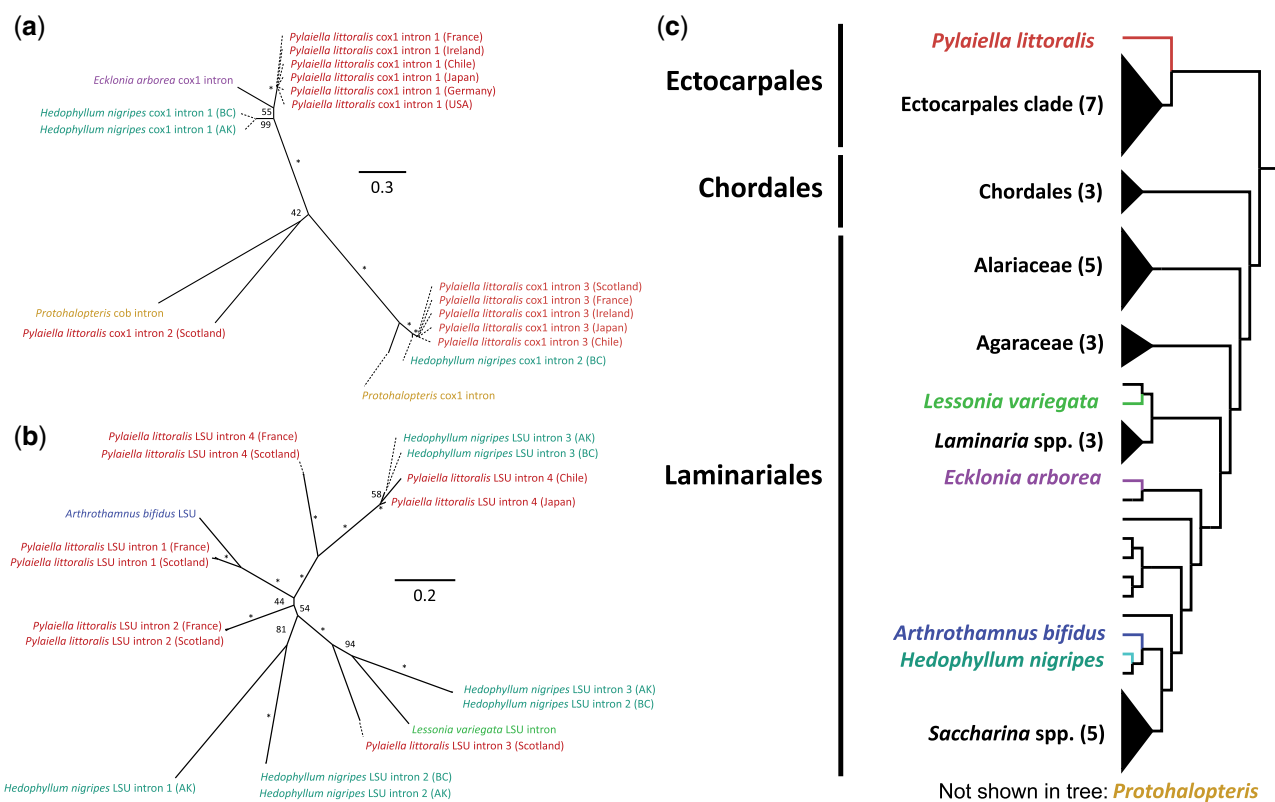 (a)
Pylaiella littoralis cox1 intron 1 (France)
Pylaiella littoralis cox1 intron 1 (Ireland)
Pylaiella littoralis cox1 intron 1 (Chile)
Pylaiella littoralis cox1 intron 1 (Japan)
Pylaiella littoralis cox1 intron 1 (Germany)
Pylaiella littoralis cox1 intron 1 (USA)
Ecklonia arborea cox1 intron
*
Hedophyllum nigripes cox1 intron 1 (BC)
55
Hedophyllum nigripes cox1 intron 1 (AK)
99
*
0.3
42
*
Protohalopteris cob intron
Pylaiella littoralis cox1 intron 2 (Scotland)
Pylaiella littoralis cox1 intron 3 (Scotland)
Pylaiella littoralis cox1 intron 3 (France)
Pylaiella littoralis cox1 intron 3 (Ireland)
Pylaiella littoralis cox1 intron 3 (Japan)
Pylaiella littoralis cox1 intron 3 (Chile)
* *
Hedophyllum nigripes cox1 intron 2 (BC)
Protohalopteris cox1 intron
(b)
Pylaiella littoralis LSU intron 4 (France)
Pylaiella littoralis LSU intron 4 (Scotland)
Hedophyllum nigripes LSU intron 3 (AK)
Hedophyllum nigripes LSU intron 3 (BC)
Pylaiella littoralis LSU intron 4 (Chile)
58
*
Pylaiella littoralis LSU intron 4 (Japan)
Arthrothamnus bifidus LSU
*
*
Pylaiella littoralis LSU intron 1 (France)
Pylaiella littoralis LSU intron 1 (Scotland)
*
*
*
0.2
44
54
Pylaiella littoralis LSU intron 2 (France)
Pylaiella littoralis LSU intron 2 (Scotland)
*
81
*
94
*
Hedophyllum nigripes LSU intron 3 (AK)
Hedophyllum nigripes LSU intron 2 (BC)
Lessonia variegata LSU intron
Pylaiella littoralis LSU intron 3 (Scotland)
*
Hedophyllum nigripes LSU intron 1 (AK)
Hedophyllum nigripes LSU intron 2 (BC)
Hedophyllum nigripes LSU intron 2 (AK)
(c)
Ectocarpales
Chordales
Laminariales
Pylaiella littoralis
Ectocarpales clade (7)
Chordales (3)
Alariaceae (5)
Agaraceae (3)
Lessonia variegata
Laminaria spp. (3)
Ecklonia arborea
Arthrothamnus bifidus
Hedophyllum nigripes
Saccharina spp. (5)
Not shown in tree: Protohalopteris